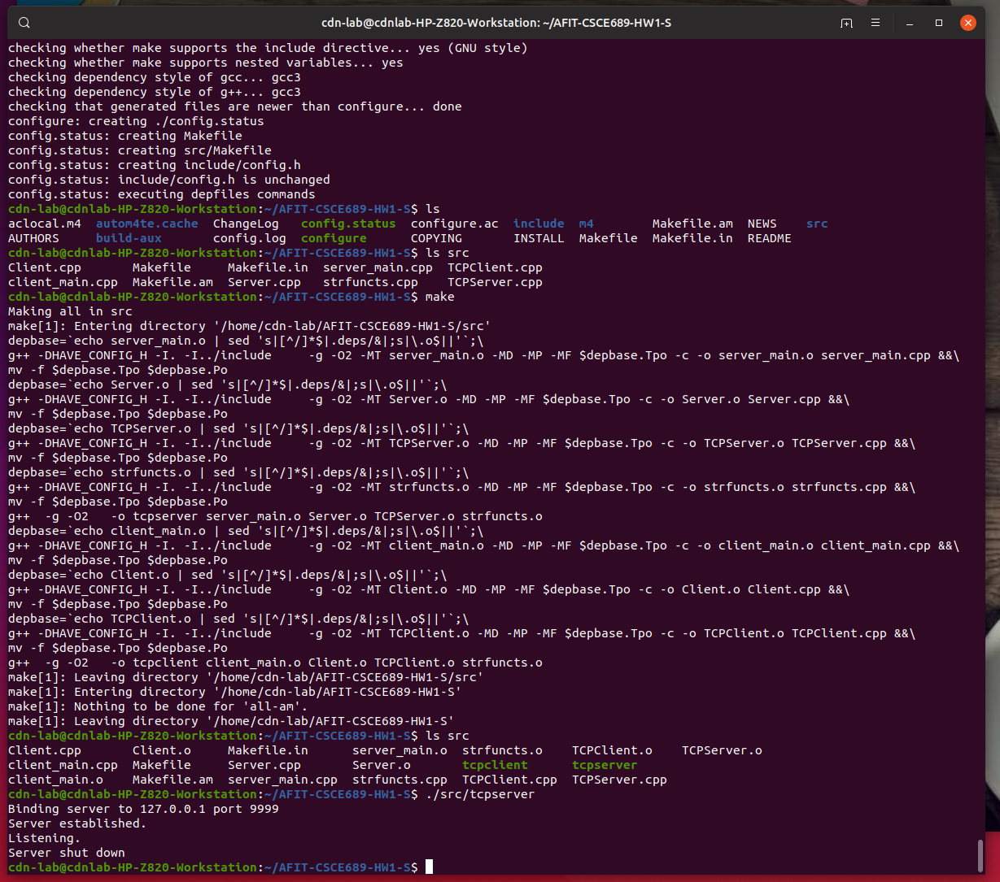 cdn-lab@cdnlab-HP-Z820-Workstation: ~/AFIT-CSCE689-HW1-S
checking whether make supports the include directive... yes (GNU style)
checking whether make supports nested variables... yes
checking dependency style of gcc... gcc3
checking dependency style of g++... gcc3
checking that generated files are newer than configure... done
configure: creating ./config.status
config.status: creating Makefile
config.status: creating src/Makefile
config.status: creating include/config.h
config.status: include/config.h is unchanged
config.status: executing depfiles commands
cdn-lab@cdnlab-HP-Z820-Workstation:~/AFIT-CSCE689-HW1-S$ ls
aclocal.m4  autom4te.cache  ChangeLog   config.status  configure.ac  include  m4        Makefile.am  NEWS    src
AUTHORS     build-aux       config.log  configure      COPYING       INSTALL  Makefile  Makefile.in  README
cdn-lab@cdnlab-HP-Z820-Workstation:~/AFIT-CSCE689-HW1-S$ ls src
Client.cpp       Makefile     Makefile.in  server_main.cpp  TCPClient.cpp
client_main.cpp  Makefile.am  Server.cpp   strfuncts.cpp    TCPServer.cpp
cdn-lab@cdnlab-HP-Z820-Workstation:~/AFIT-CSCE689-HW1-S$ make
Making all in src
make[1]: Entering directory '/home/cdn-lab/AFIT-CSCE689-HW1-S/src'
depbase=`echo server_main.o | sed 's|[^/]*$|.deps/&|;s|\.o$||'`;\
g++ -DHAVE_CONFIG_H -I. -I../include     -g -O2 -MT server_main.o -MD -MP -MF $depbase.Tpo -c -o server_main.o server_main.cpp &&\
mv -f $depbase.Tpo $depbase.Po
depbase=`echo Server.o | sed 's|[^/]*$|.deps/&|;s|\.o$||'`;\
g++ -DHAVE_CONFIG_H -I. -I../include     -g -O2 -MT Server.o -MD -MP -MF $depbase.Tpo -c -o Server.o Server.cpp &&\
mv -f $depbase.Tpo $depbase.Po
depbase=`echo TCPServer.o | sed 's|[^/]*$|.deps/&|;s|\.o$||'`;\
g++ -DHAVE_CONFIG_H -I. -I../include     -g -O2 -MT TCPServer.o -MD -MP -MF $depbase.Tpo -c -o TCPServer.o TCPServer.cpp &&\
mv -f $depbase.Tpo $depbase.Po
depbase=`echo strfuncts.o | sed 's|[^/]*$|.deps/&|;s|\.o$||'`;\
g++ -DHAVE_CONFIG_H -I. -I../include     -g -O2 -MT strfuncts.o -MD -MP -MF $depbase.Tpo -c -o strfuncts.o strfuncts.cpp &&\
mv -f $depbase.Tpo $depbase.Po
g++  -g -O2   -o tcpserver server_main.o Server.o TCPServer.o strfuncts.o
depbase=`echo client_main.o | sed 's|[^/]*$|.deps/&|;s|\.o$||'`;\
g++ -DHAVE_CONFIG_H -I. -I../include     -g -O2 -MT client_main.o -MD -MP -MF $depbase.Tpo -c -o client_main.o client_main.cpp &&\
mv -f $depbase.Tpo $depbase.Po
depbase=`echo Client.o | sed 's|[^/]*$|.deps/&|;s|\.o$||'`;\
g++ -DHAVE_CONFIG_H -I. -I../include     -g -O2 -MT Client.o -MD -MP -MF $depbase.Tpo -c -o Client.o Client.cpp &&\
mv -f $depbase.Tpo $depbase.Po
depbase=`echo TCPClient.o | sed 's|[^/]*$|.deps/&|;s|\.o$||'`;\
g++ -DHAVE_CONFIG_H -I. -I../include     -g -O2 -MT TCPClient.o -MD -MP -MF $depbase.Tpo -c -o TCPClient.o TCPClient.cpp &&\
mv -f $depbase.Tpo $depbase.Po
g++  -g -O2   -o tcpclient client_main.o Client.o TCPClient.o strfuncts.o
make[1]: Leaving directory '/home/cdn-lab/AFIT-CSCE689-HW1-S/src'
make[1]: Entering directory '/home/cdn-lab/AFIT-CSCE689-HW1-S'
make[1]: Nothing to be done for 'all-am'.
make[1]: Leaving directory '/home/cdn-lab/AFIT-CSCE689-HW1-S'
cdn-lab@cdnlab-HP-Z820-Workstation:~/AFIT-CSCE689-HW1-S$ ls src
Client.cpp       Client.o     Makefile.in      server_main.o  strfuncts.o    TCPClient.o    TCPServer.o
client_main.cpp  Makefile     Server.cpp       Server.o       tcpclient      tcpserver
client_main.o    Makefile.am  server_main.cpp  strfuncts.cpp  TCPClient.cpp  TCPServer.cpp
cdn-lab@cdnlab-HP-Z820-Workstation:~/AFIT-CSCE689-HW1-S$ ./src/tcpserver
Binding server to 127.0.0.1 port 9999
Server established.
Listening.
Server shut down
cdn-lab@cdnlab-HP-Z820-Workstation:~/AFIT-CSCE689-HW1-S$